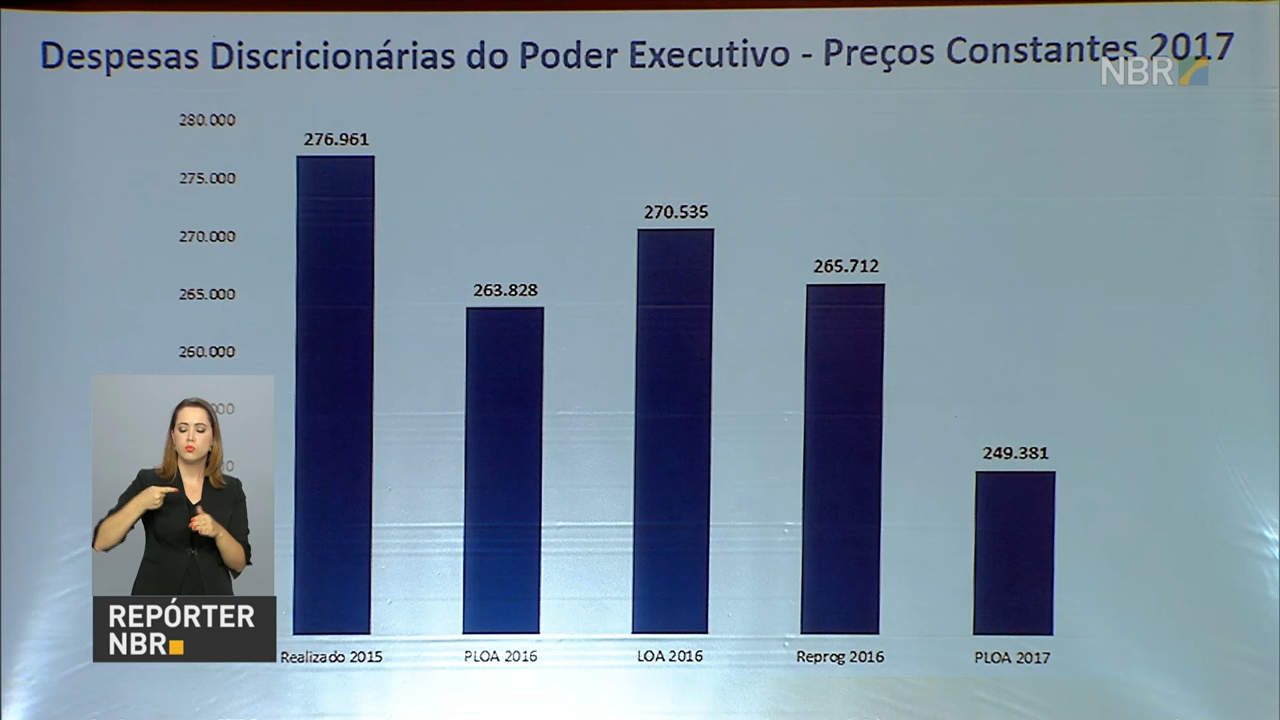 Despesas Discricionárias do Poder Executivo - Preços Constantes 2017
NBR
280.000
276.961
275.000
270.535
270.000
265.712
265.000
263.828
260.000
249.381
REPÓRTER
NBR
Realizado 2015
PLOA 2016
LOA 2016
Reprog 2016
PLOA 2017